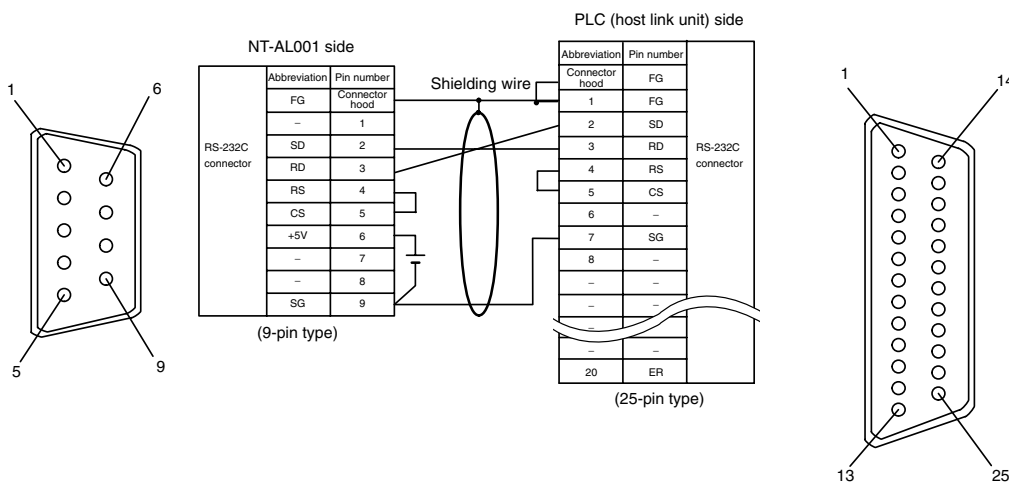 PLC (host link unit) side
NT-AL001 side
Shielding wire
1
6
5
9
RS-232C
connector
Abbreviation Pin number
FG Connector hood
– 1
SD 2
RD 3
RS 4
CS 5
+5V 6
– 7
– 8
SG 9
(9-pin type)
Abbreviation Pin number
Connector hood FG
1 FG
2 SD
3 RD
4 RS
5 CS
6 –
7 SG
8 –
– –
– –
– –
– –
20 ER
RS-232C
connector
(25-pin type)
1
14
13
25